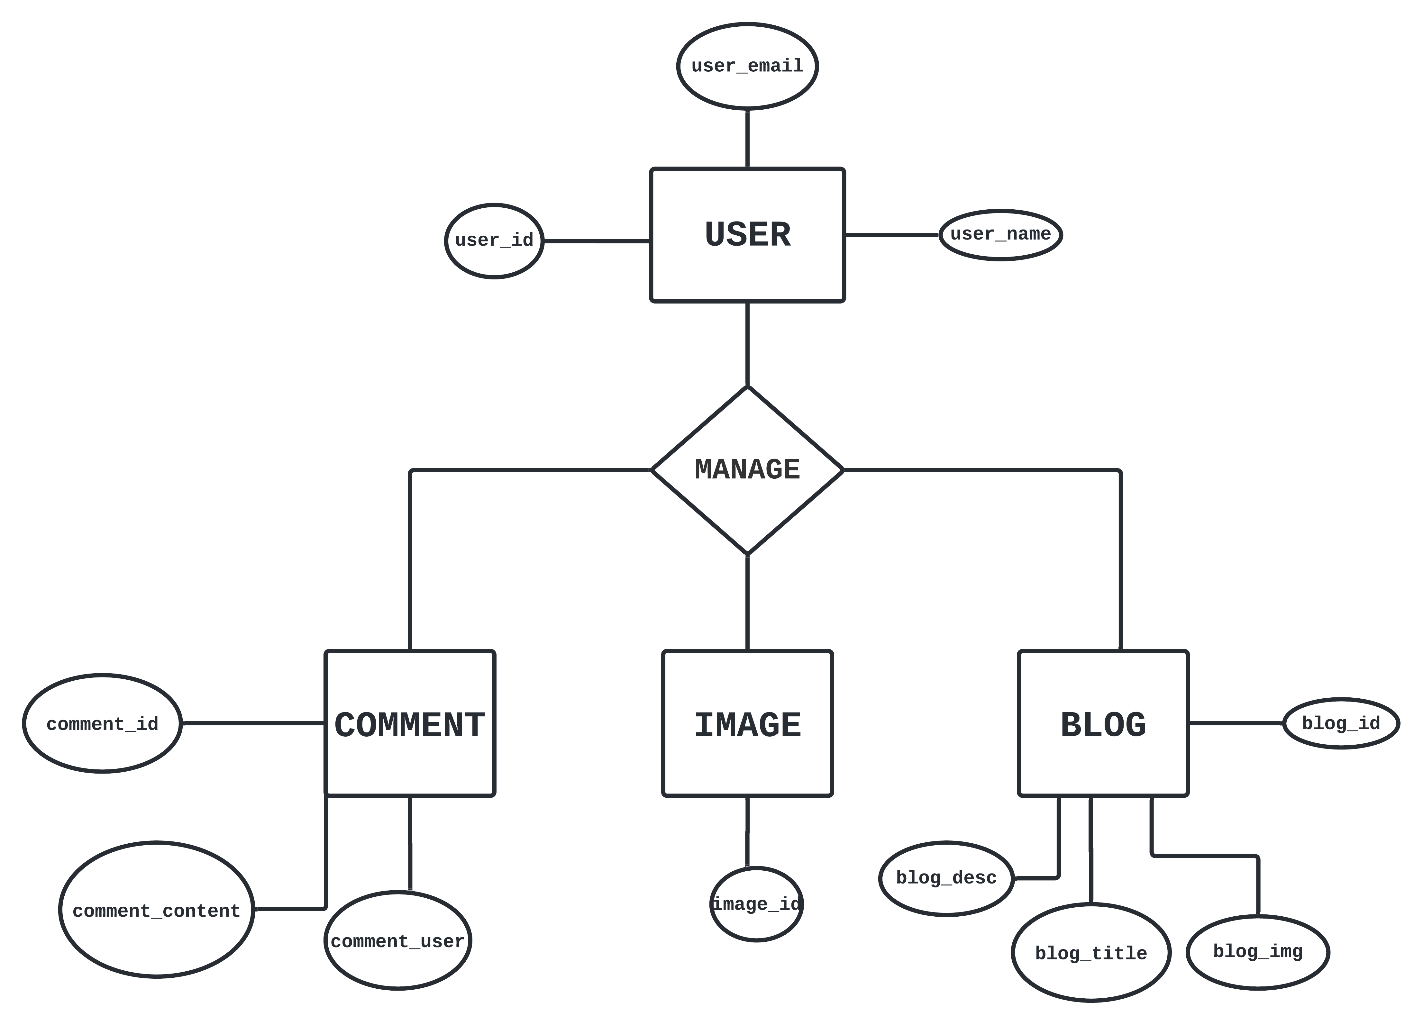 user_email
user_id
USER
user_name
MANAGE
comment_id
COMMENT
IMAGE
BLOG
blog_id
comment_content
comment_user
image_id
blog_desc
blog_title
blog_img